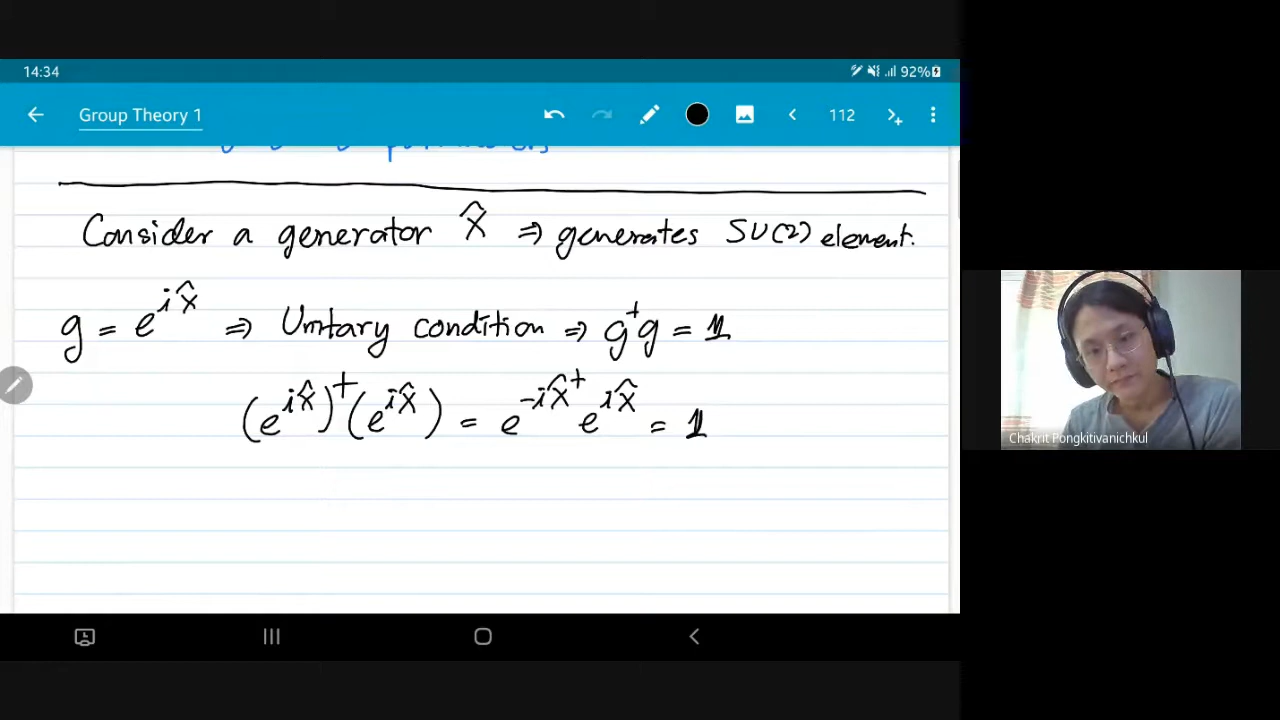 14:34
92%
Group Theory 1
112
Consider a generator X̂ ⇒ generates SU(2) element.
g = e^{iX̂} ⇒ Unitary condition ⇒ g†g = 𝟙
(e^{iX̂})†(e^{iX̂}) = e^{-iX̂†} e^{iX̂} = 𝟙
Chakrit Pongkitivanichkul